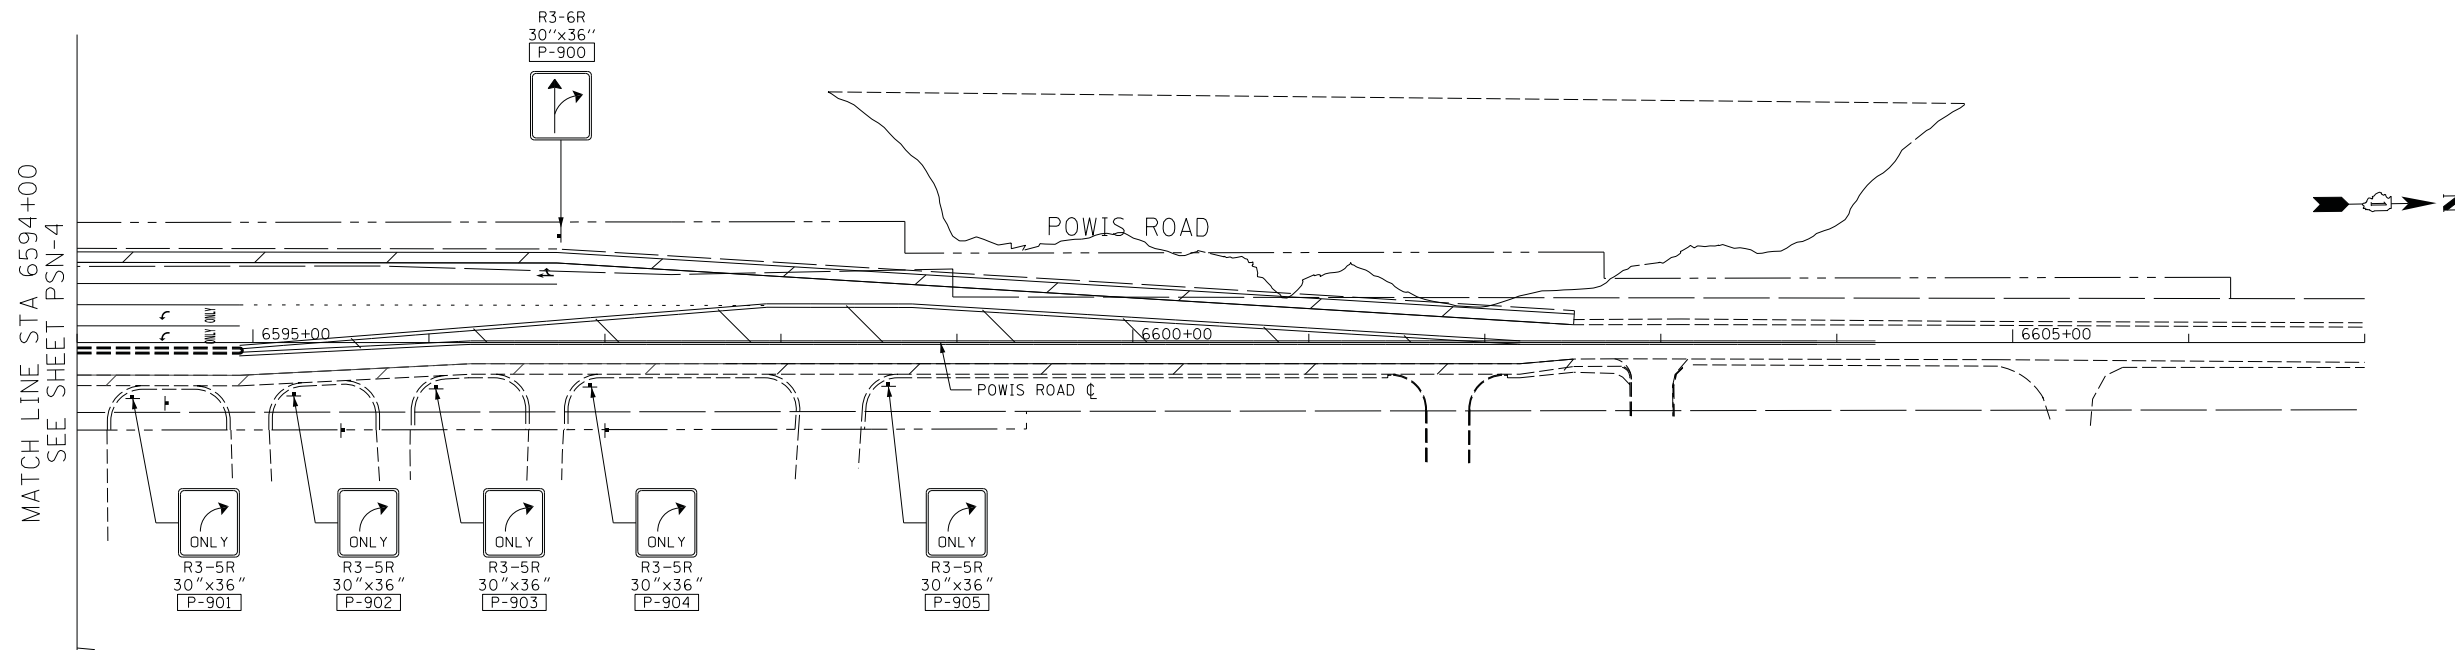 R3-6R
30"x36"
P-900
MATCH LINE STA 6594+00
SEE SHEET PSN-4
POWIS ROAD
ONLY ONLY
6595+00
6600+00
6605+00
POWIS ROAD ℄
ONLY
R3-5R
30"x36"
P-901
ONLY
R3-5R
30"x36"
P-902
ONLY
R3-5R
30"x36"
P-903
ONLY
R3-5R
30"x36"
P-904
ONLY
R3-5R
30"x36"
P-905